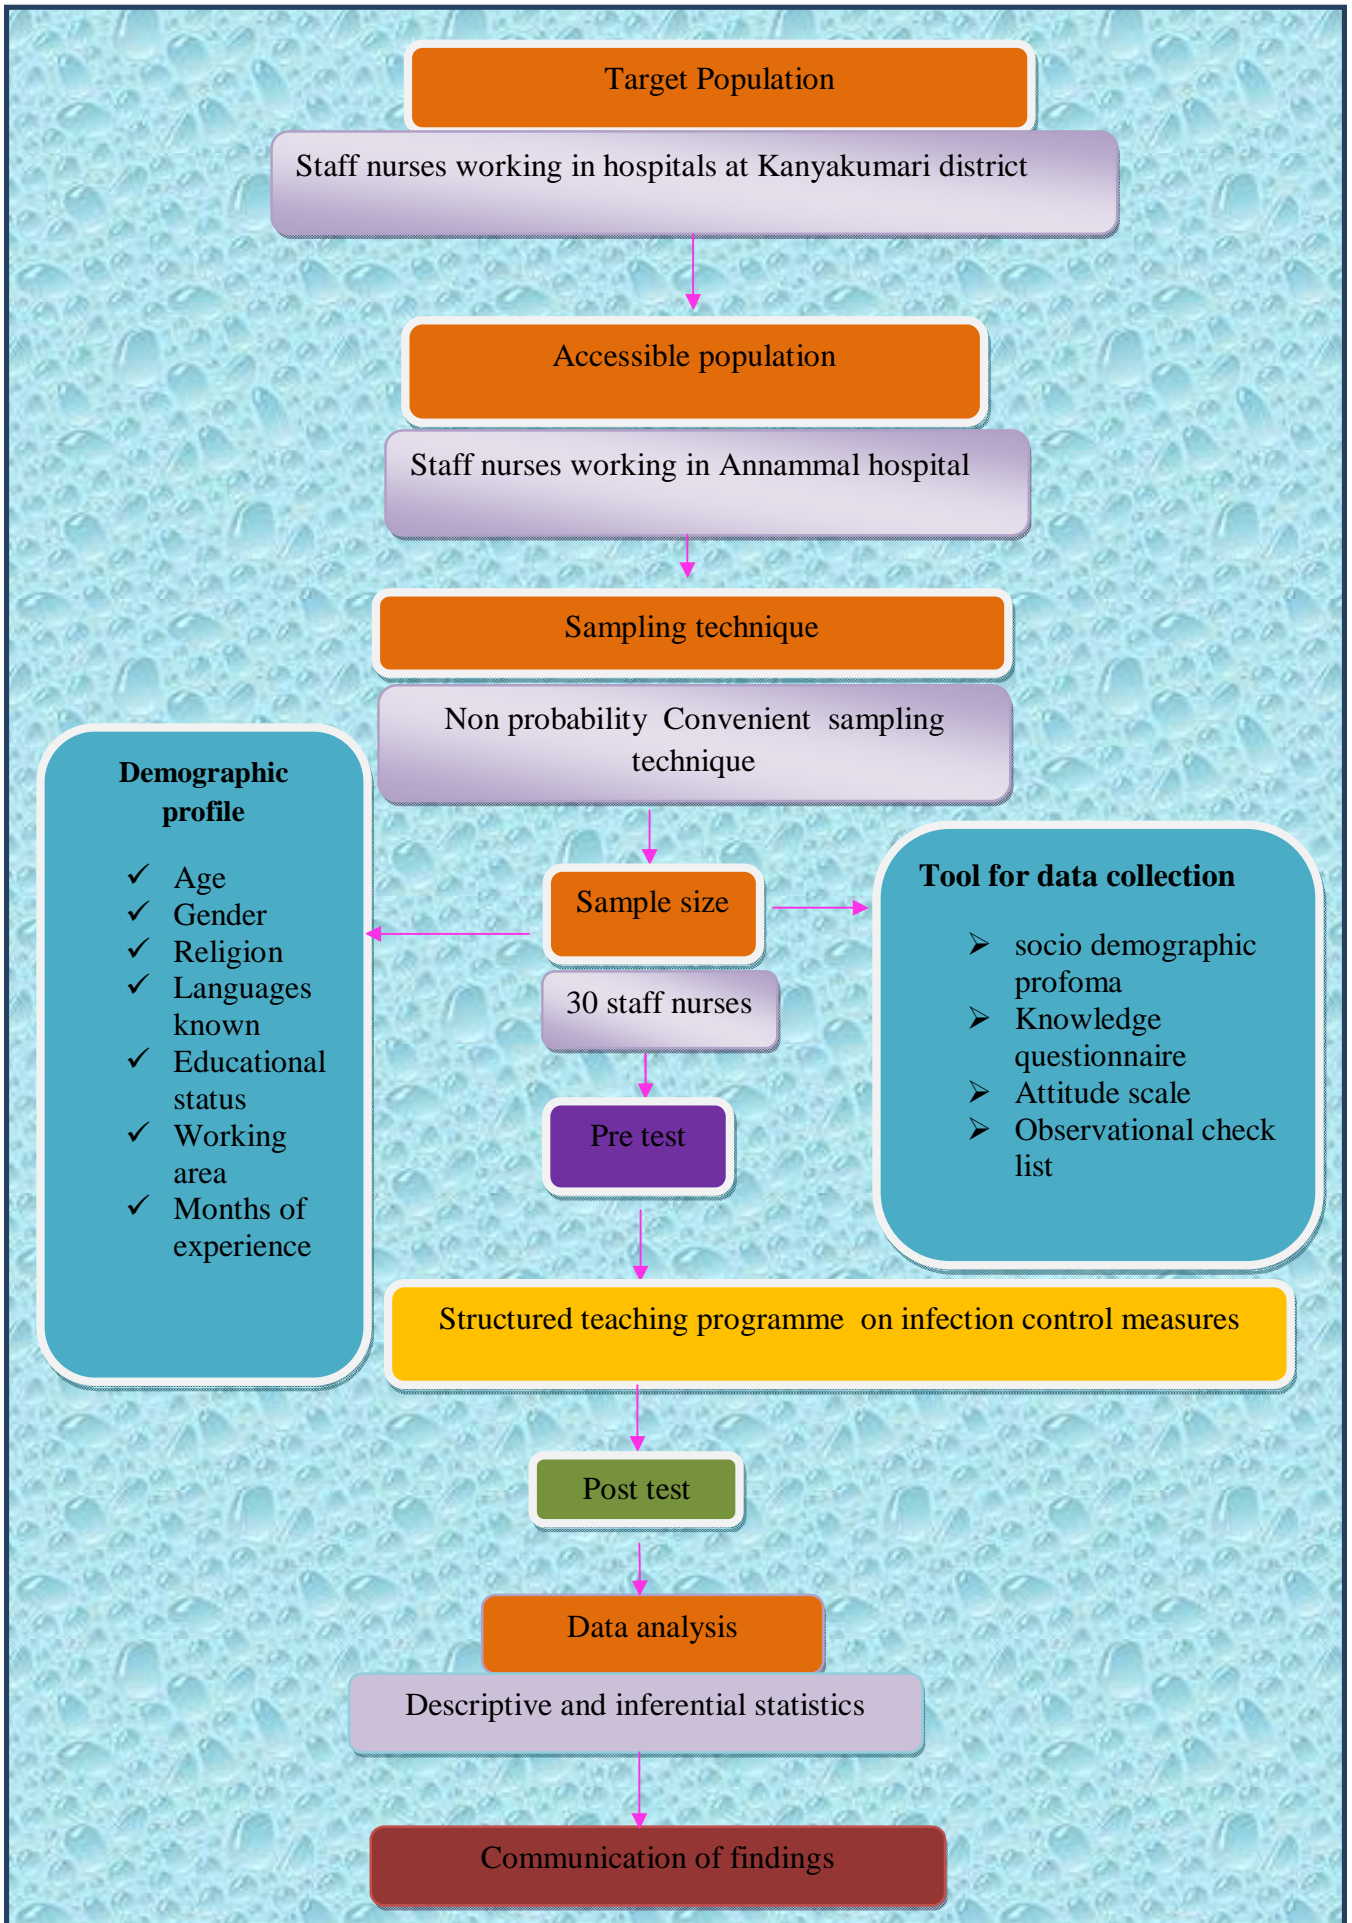 Target Population
Staff nurses working in hospitals at Kanyakumari district
Accessible population
Staff nurses working in Annammal hospital
Sampling technique
Non probability  Convenient  sampling
technique
Demographic
profile
✓ Age
✓ Gender
✓ Religion
✓ Languages
known
✓ Educational
status
✓ Working
area
✓ Months of
experience
Sample size
30 staff nurses
Tool for data collection
➢ socio demographic
profoma
➢ Knowledge
questionnaire
➢ Attitude scale
➢ Observational check
list
Pre test
Structured teaching programme  on infection control measures
Post test
Data analysis
Descriptive and inferential statistics
Communication of findings